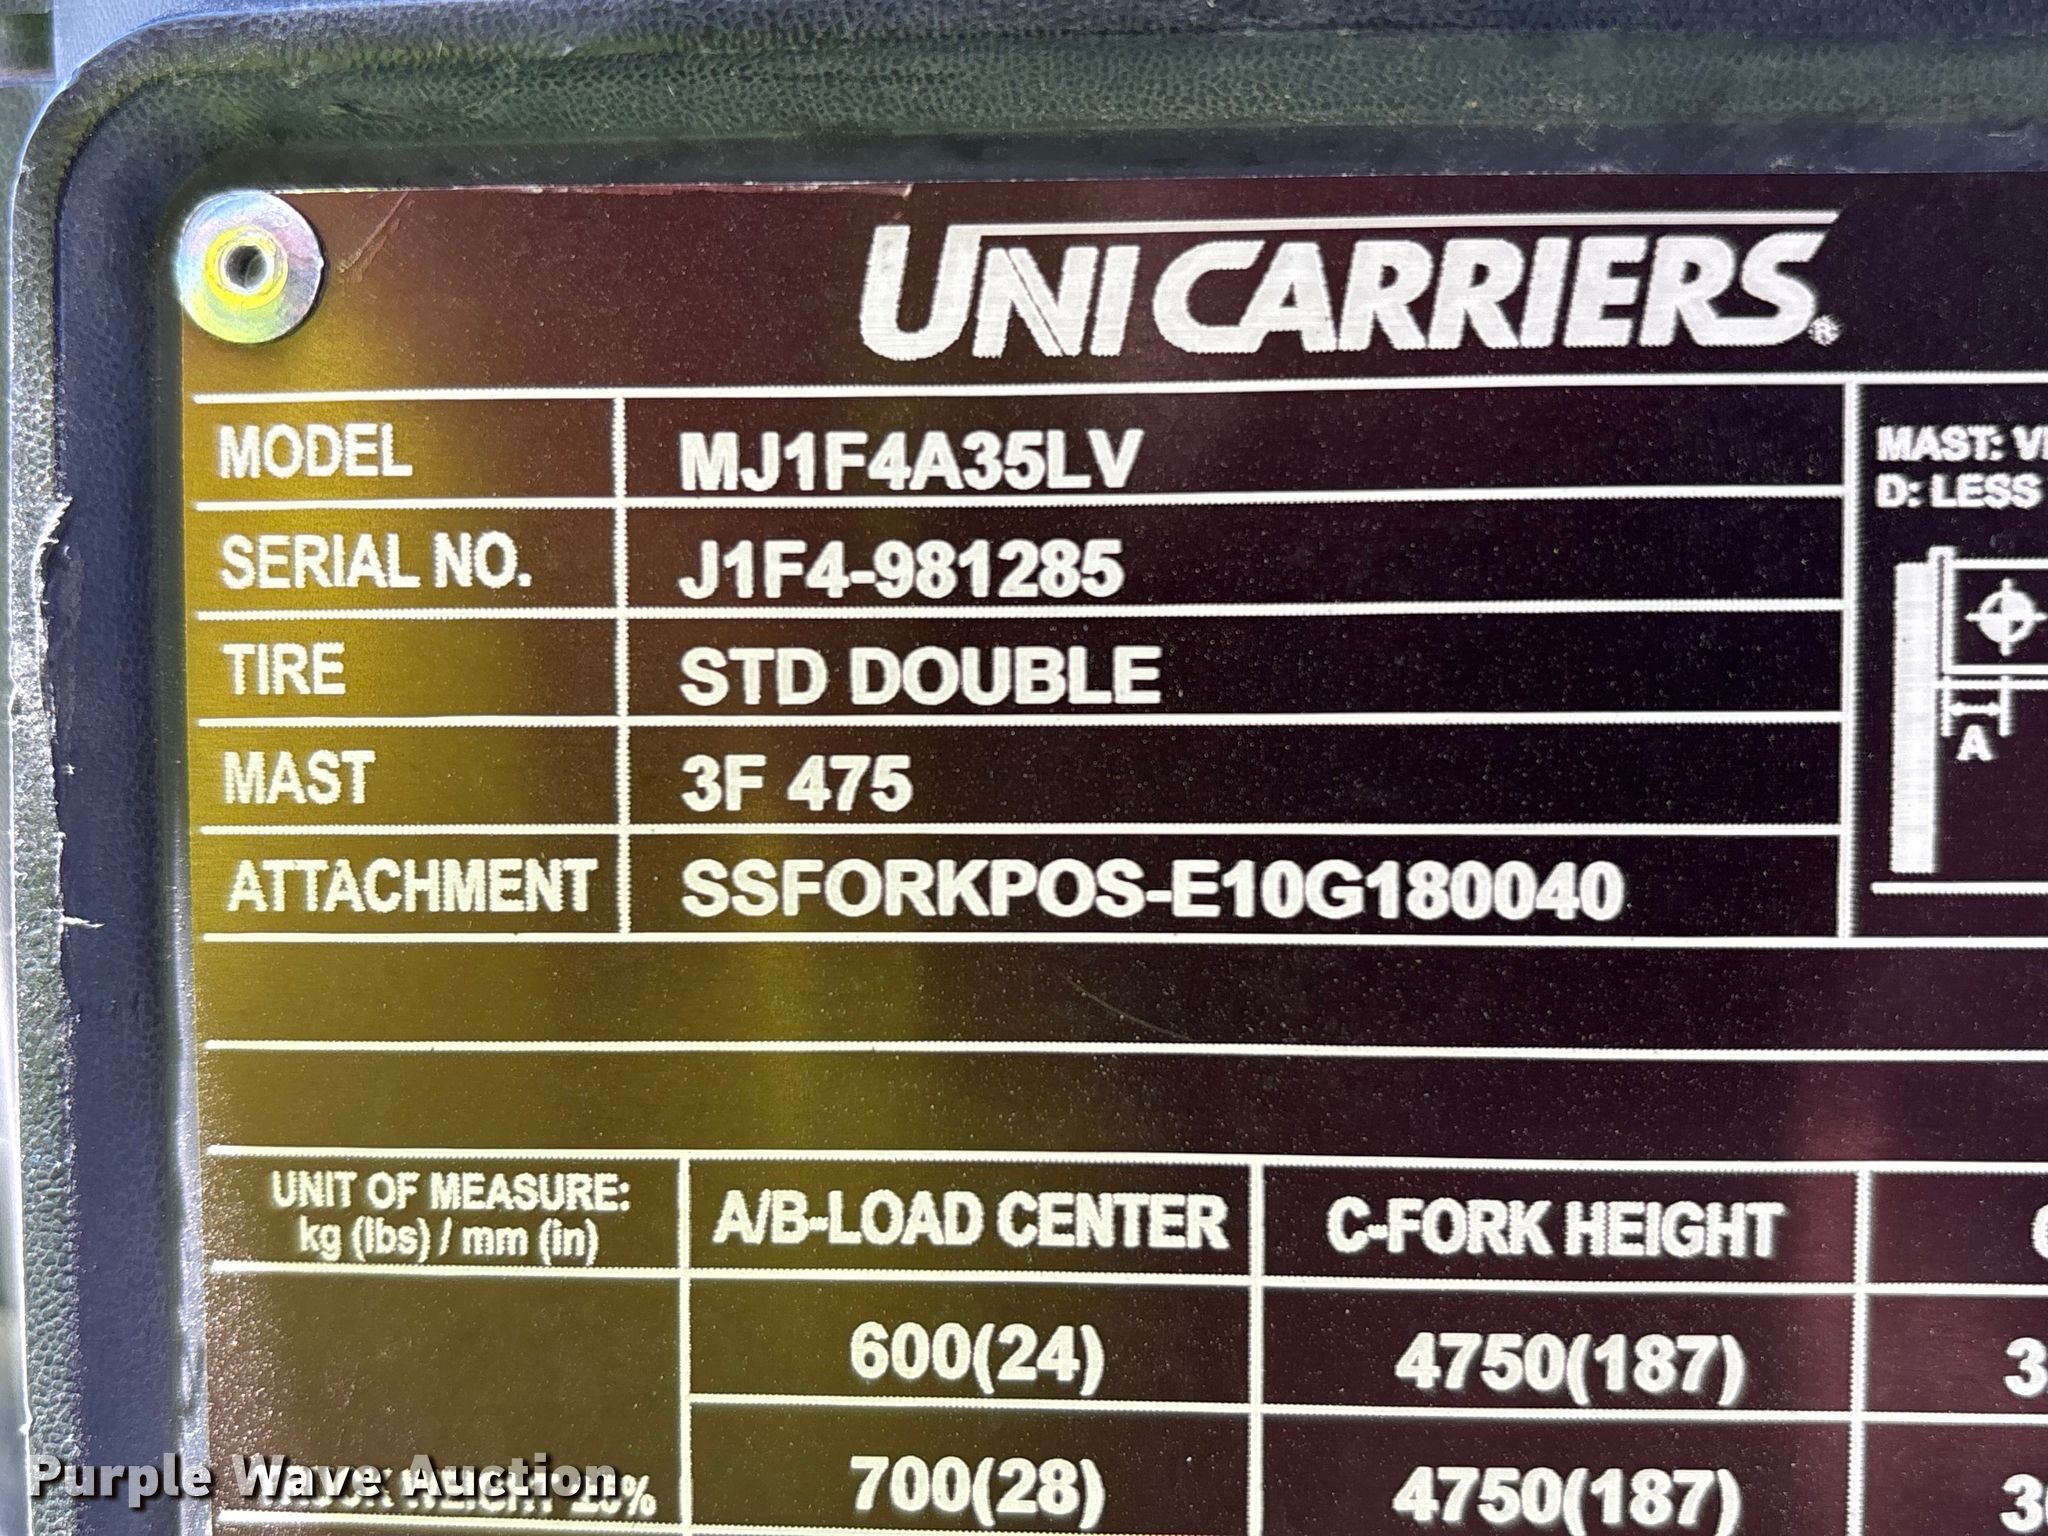 UNICARRIERS®
MODEL MJ1F4A35LV
MAST:
D: LESS
SERIAL NO. J1F4-981285
TIRE STD DOUBLE
A
MAST 3F 475
ATTACHMENT SSFORKPOS-E10G180040
UNIT OF MEASURE:
kg (lbs) / mm (in)
A/B-LOAD CENTER C-FORK HEIGHT
600(24) 4750(187)
700(28) 4750(187)
WEIGHT
Purple Wave Auction